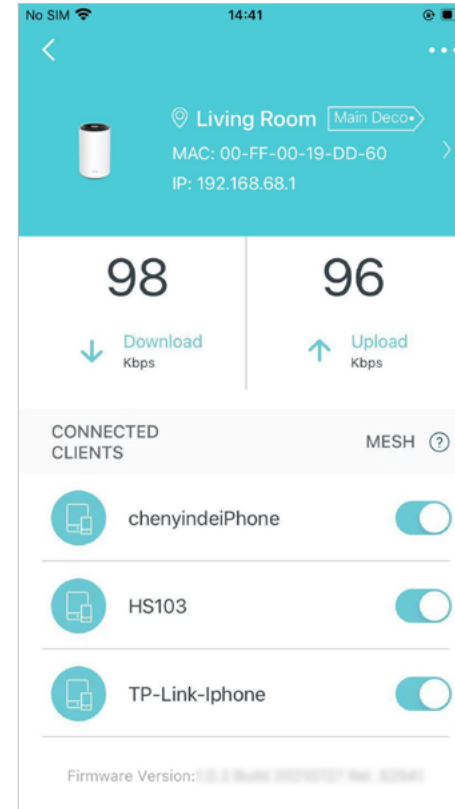 No SIM 14:41
Living Room Main Deco
MAC: 00-FF-00-19-DD-60
IP: 192.168.68.1
98 96
Download Upload
Kbps Kbps
CONNECTED
CLIENTS
MESH ?
chenyindeiPhone
HS103
TP-Link-Iphone
Firmware Version: